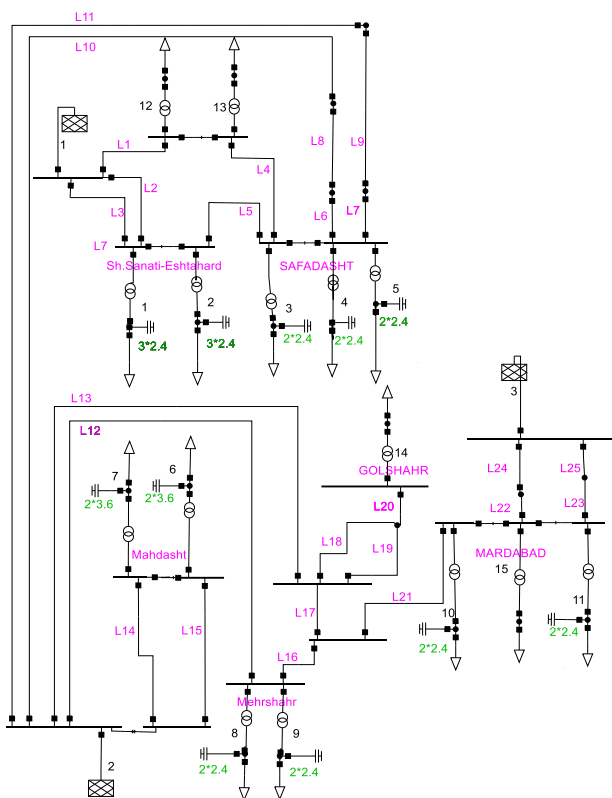 L11
L10
12
13
1
L1
L8
L9
L4
L2
L3
L5
L6
L7
L7
Sh.Sanati-Eshtahard
SAFADASHT
1
2
3
4
5
3*2.4
3*2.4
2*2.4
2*2.4
2*2.4
3
L13
L12
14
GOLSHAHR
7
6
2*3.6
2*3.6
L24
L25
L20
L22
L23
Mahdasht
L18
L19
MARDABAD
15
L21
L17
10
11
2*2.4
2*2.4
L14
L15
L16
Mehrshahr
8
9
2
2*2.4
2*2.4